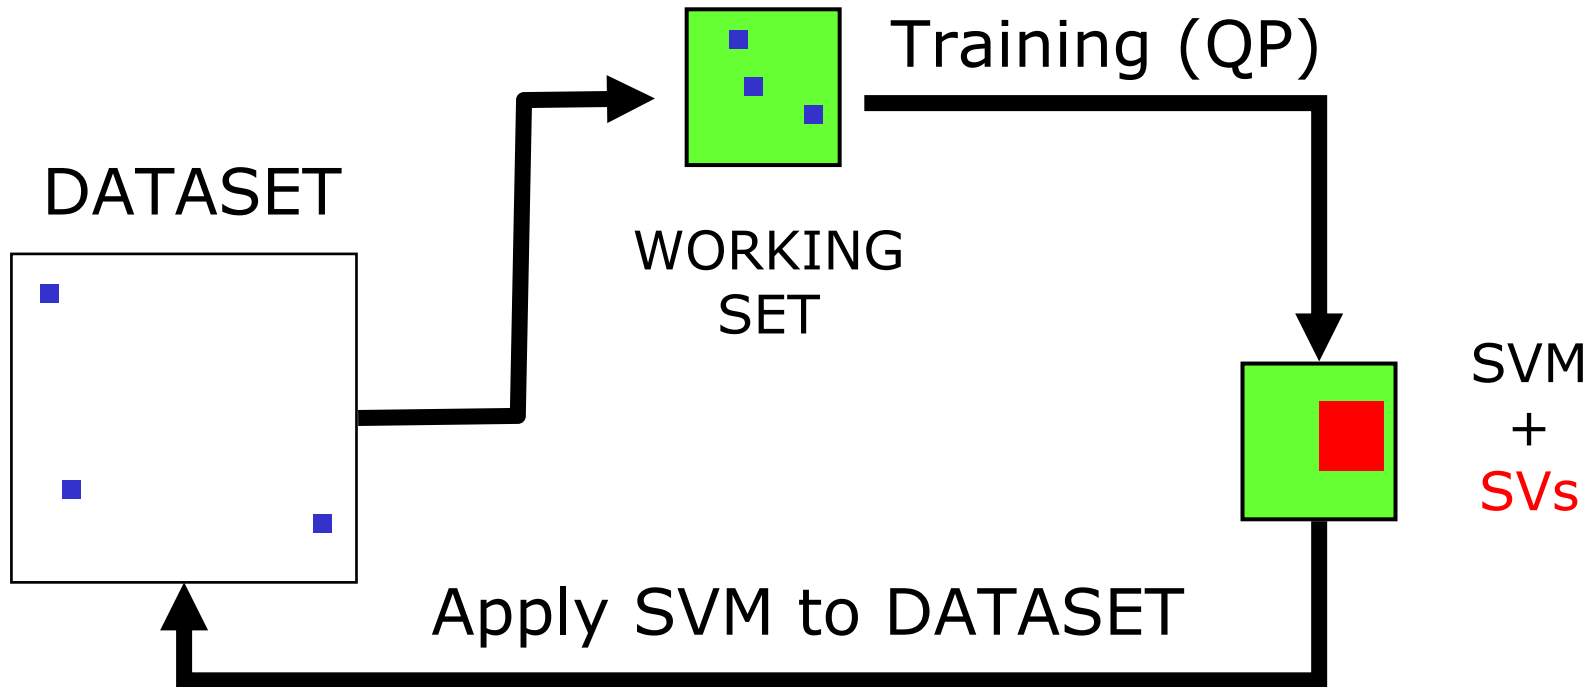 Training (QP)
DATASET
WORKING
SET
SVM
+
SVs
Apply SVM to DATASET